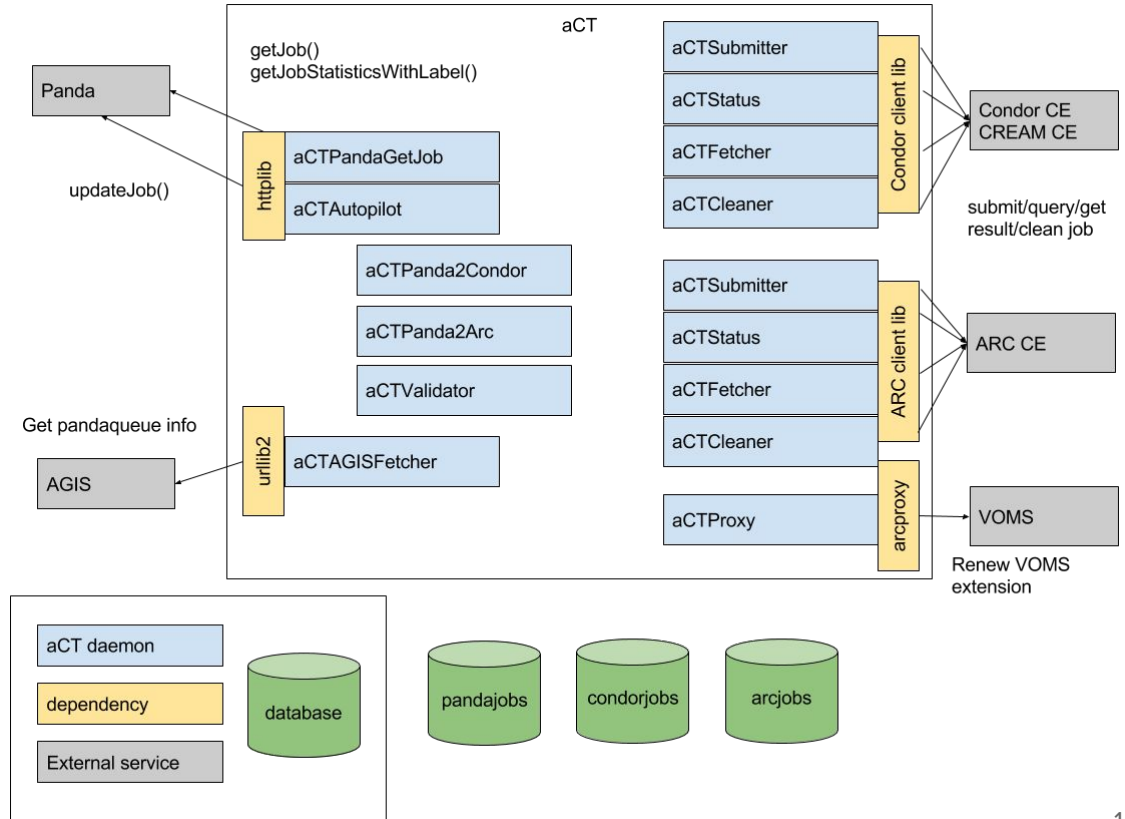 aCT
getJob()
getJobStatisticsWithLabel()
Panda
updateJob()
httplib
aCTPandaGetJob
aCTAutopilot
aCTPanda2Condor
aCTPanda2Arc
aCTValidator
Get pandaqueue info
AGIS
urllib2
aCTAGISFetcher
aCTSubmitter
aCTStatus
aCTFetcher
aCTCleaner
Condor client lib
Condor CE
CREAM CE
submit/query/get
result/clean job
aCTSubmitter
aCTStatus
aCTFetcher
aCTCleaner
ARC client lib
ARC CE
aCTProxy
arcproxy
VOMS
Renew VOMS
extension
aCT daemon
dependency
External service
database
pandajobs
condorjobs
arcjobs
1